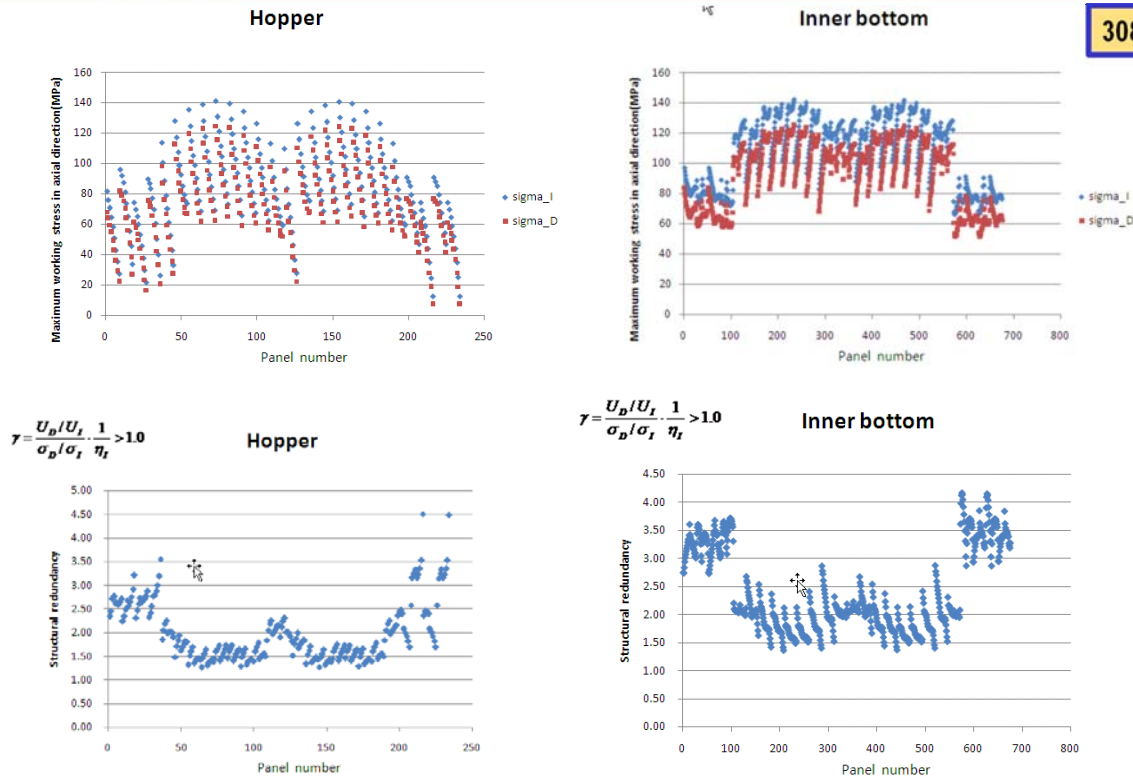 Hopper
Maximum working stress in axial direction(MPa)
160
140
120
100
80
60
40
20
0
0 50 100 150 200 250
Panel number
sigma_I
sigma_D
Inner bottom
308
Maximum working stress in axial direction(MPa)
160
140
120
100
80
60
40
20
0
0 100 200 300 400 500 600 700 800
Panel number
sigma_I
sigma_D
γ = (U_D / U_I) / (σ_D / σ_I) · 1 / η_I > 1.0
Hopper
Structural redundancy
5.00
4.50
4.00
3.50
3.00
2.50
2.00
1.50
1.00
0.50
0.00
0 50 100 150 200 250
Panel number
γ = (U_D / U_I) / (σ_D / σ_I) · 1 / η_I > 1.0
Inner bottom
Structural redundancy
4.50
4.00
3.50
3.00
2.50
2.00
1.50
1.00
0.50
0.00
0 100 200 300 400 500 600 700 800
Panel number